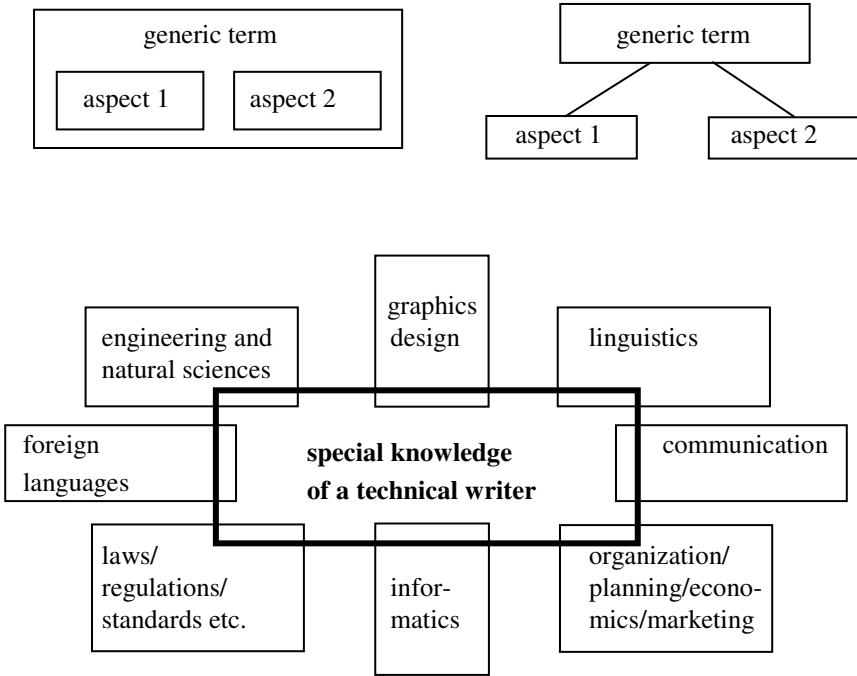 generic term
aspect 1
aspect 2
generic term
aspect 1
aspect 2
graphics
design
engineering and
natural sciences
linguistics
foreign
languages
special knowledge
of a technical writer
communication
laws/
regulations/
standards etc.
infor-
matics
organization/
planning/econo-
mics/marketing